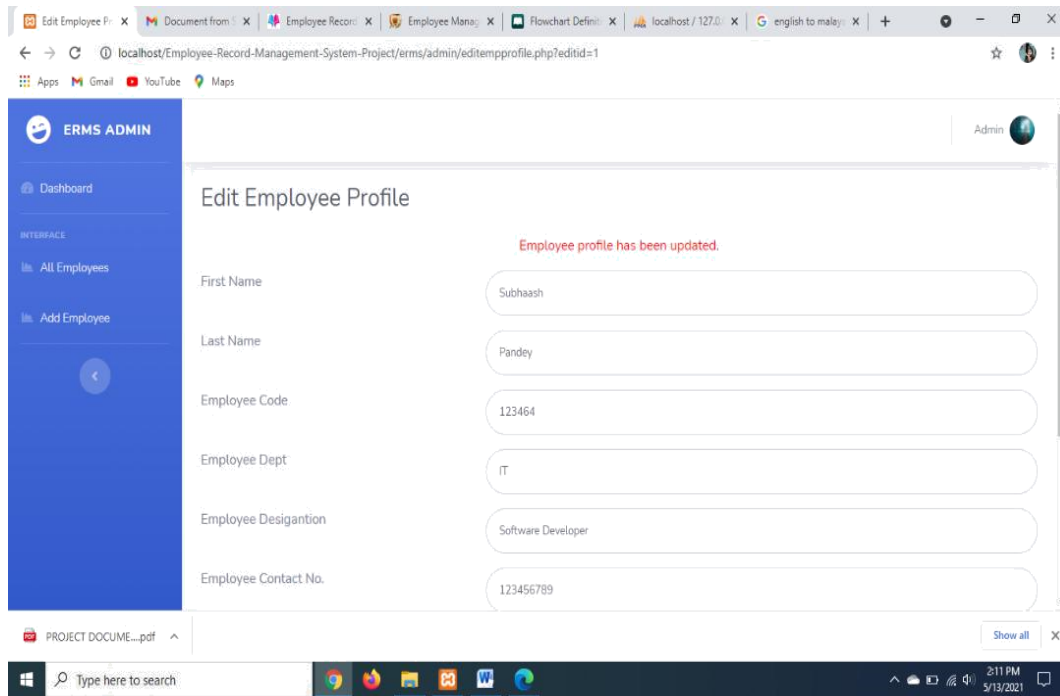 Edit Employee Pr
Document from S
Employee Record
Employee Manag
Flowchart Definiti
localhost / 127.0.
english to malaya
localhost/Employee-Record-Management-System-Project/erms/admin/editempprofile.php?editid=1
Apps Gmail YouTube Maps
ERMS ADMIN
Admin
Dashboard
INTERFACE
All Employees
Add Employee
Edit Employee Profile
Employee profile has been updated.
First Name
Subhaash
Last Name
Pandey
Employee Code
123464
Employee Dept
IT
Employee Desigantion
Software Developer
Employee Contact No.
123456789
PROJECT DOCUME....pdf
Show all
Type here to search
2:11 PM
5/13/2021